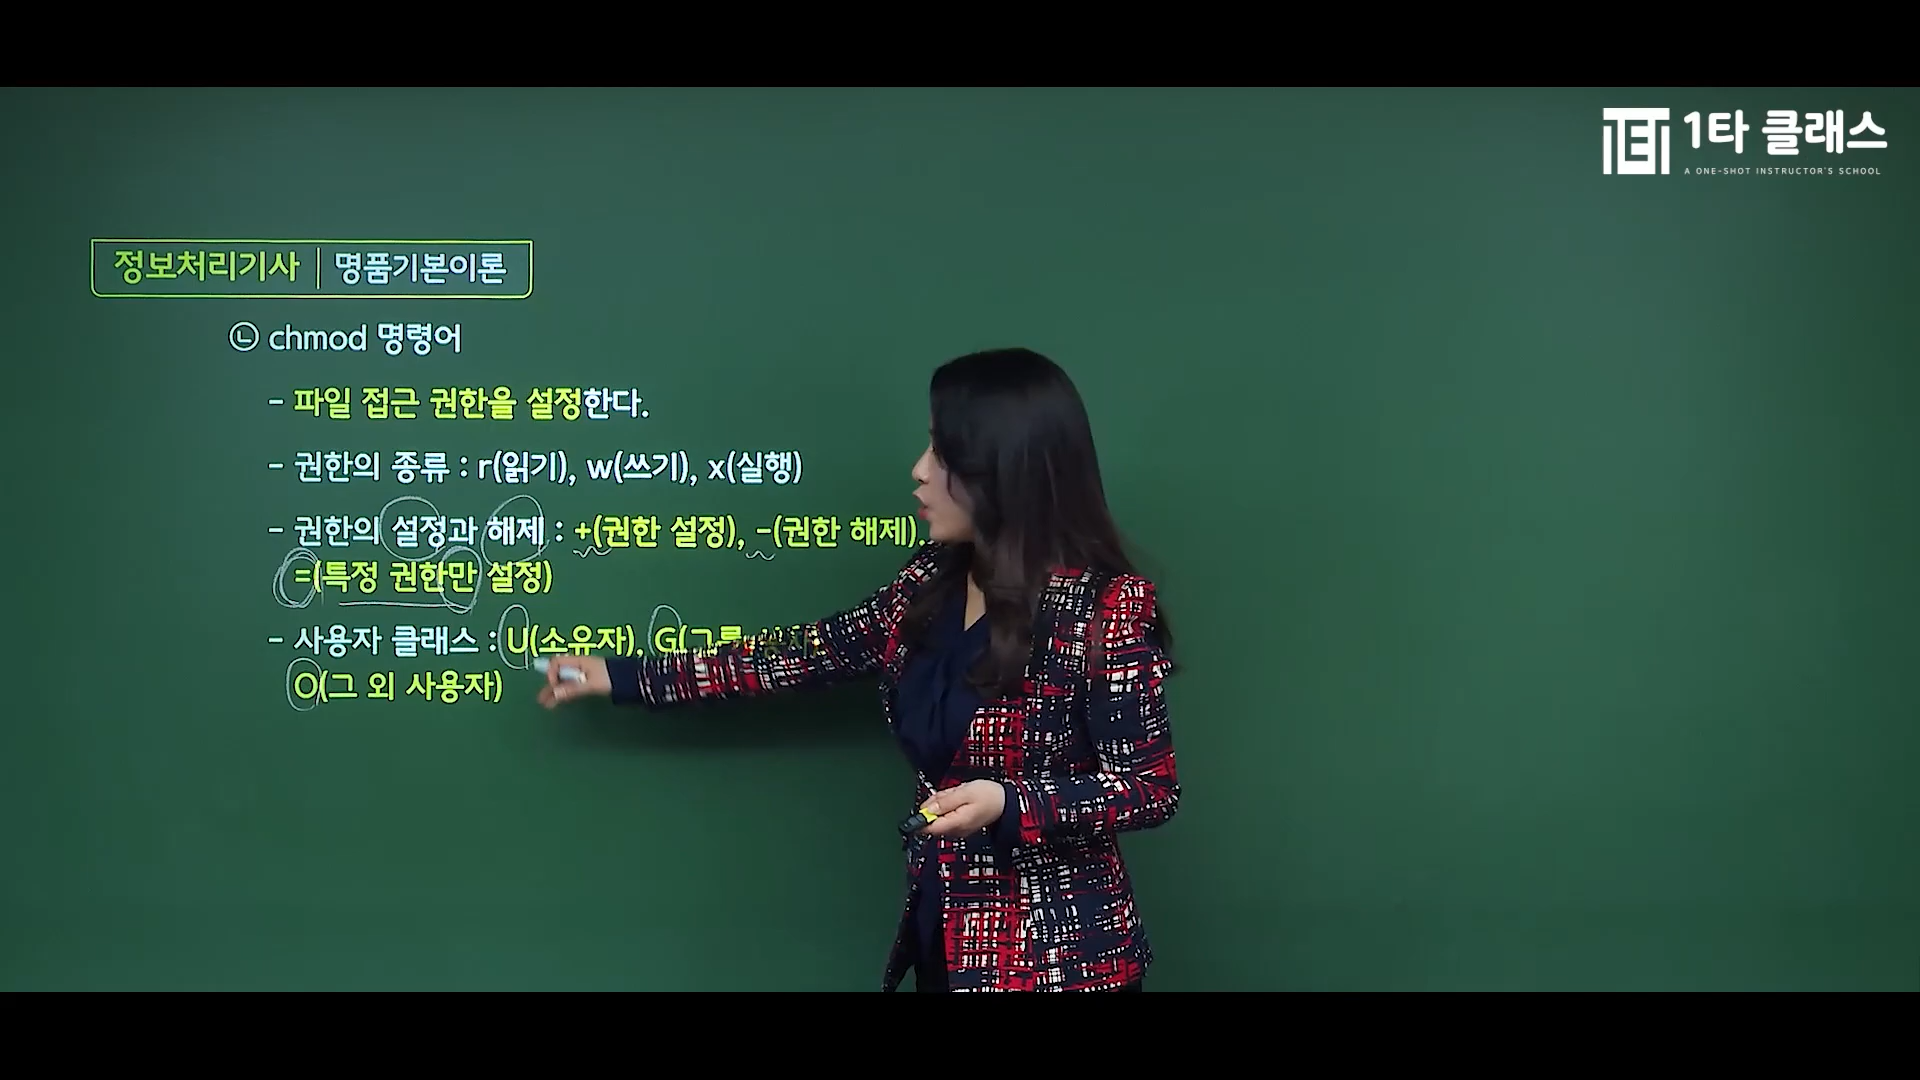 1타 클래스
A ONE-SHOT INSTRUCTOR'S SCHOOL
정보처리기사 | 명품기본이론
㉡ chmod 명령어
- 파일 접근 권한을 설정한다.
- 권한의 종류 : r(읽기), w(쓰기), x(실행)
- 권한의 설정과 해제 : +(권한 설정), -(권한 해제),
=(특정 권한만 설정)
- 사용자 클래스 : U(소유자), G(그룹
O(그 외 사용자)